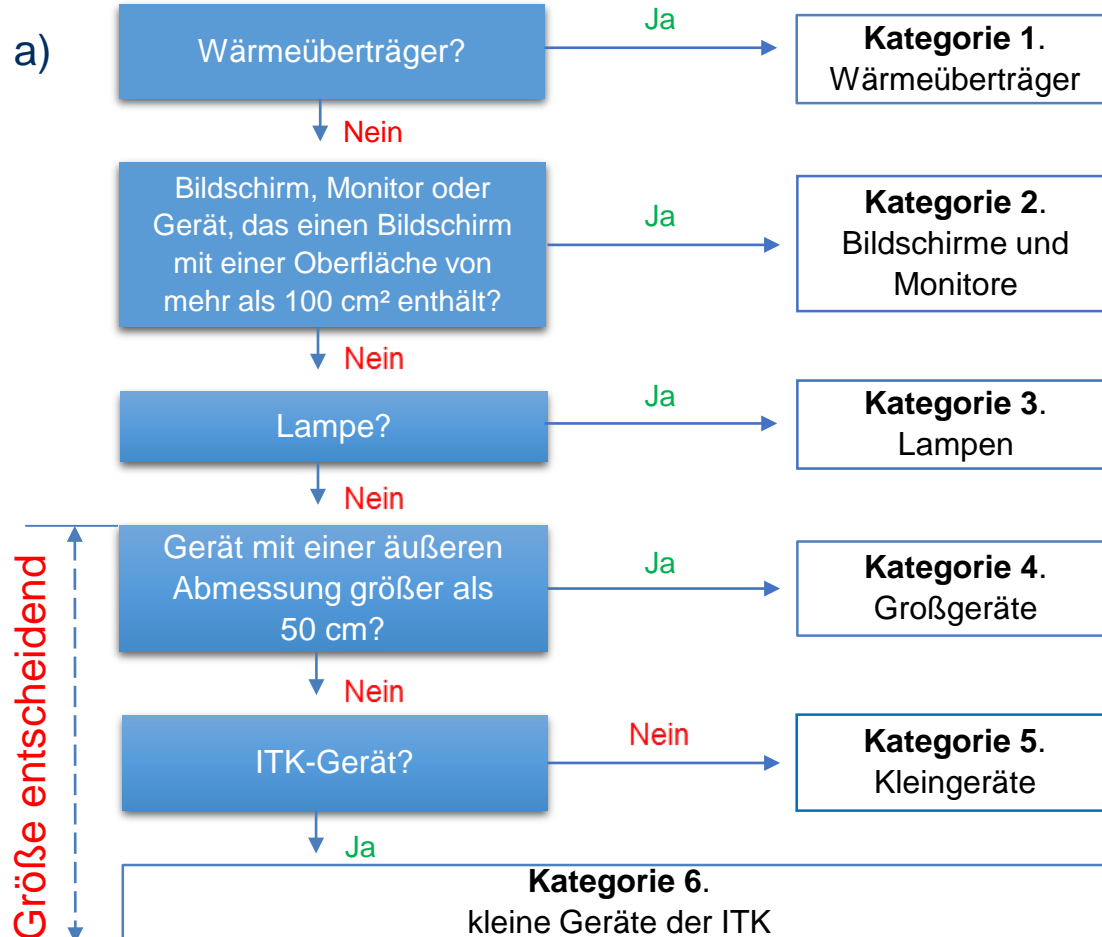 a)
Wärmeüberträger?
Ja
Kategorie 1.
Wärmeüberträger
Nein
Bildschirm, Monitor oder
Gerät, das einen Bildschirm
mit einer Oberfläche von
mehr als 100 cm² enthält?
Ja
Kategorie 2.
Bildschirme und
Monitore
Nein
Lampe?
Ja
Kategorie 3.
Lampen
Nein
Größe entscheidend
Gerät mit einer äußeren
Abmessung größer als
50 cm?
Ja
Kategorie 4.
Großgeräte
Nein
ITK-Gerät?
Nein
Kategorie 5.
Kleingeräte
Ja
Kategorie 6.
kleine Geräte der ITK